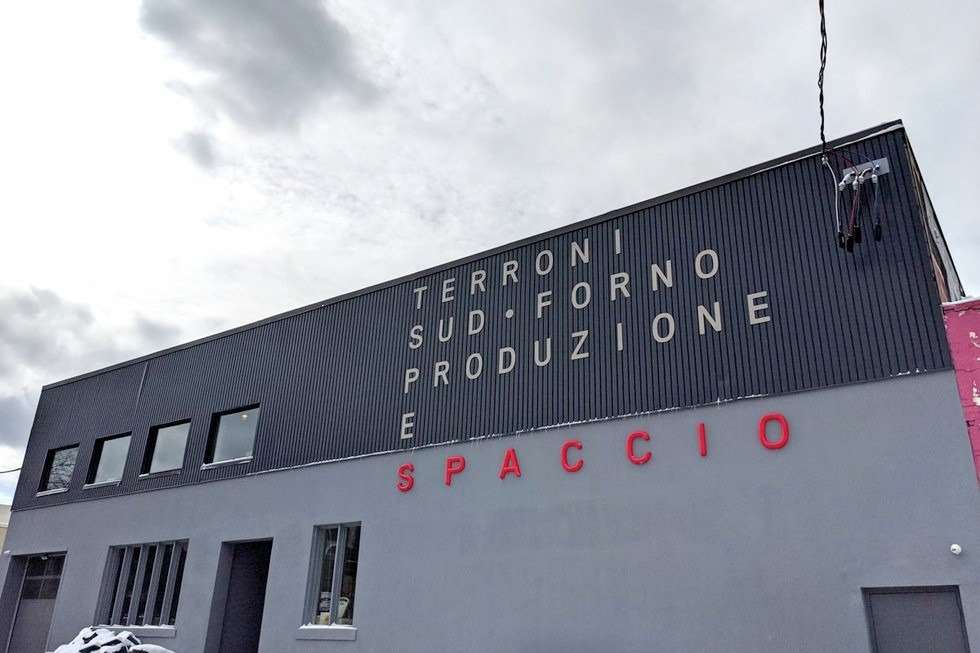 TERRONI
SUD • FORNO
PRODUZIONE
E
SPACCIO